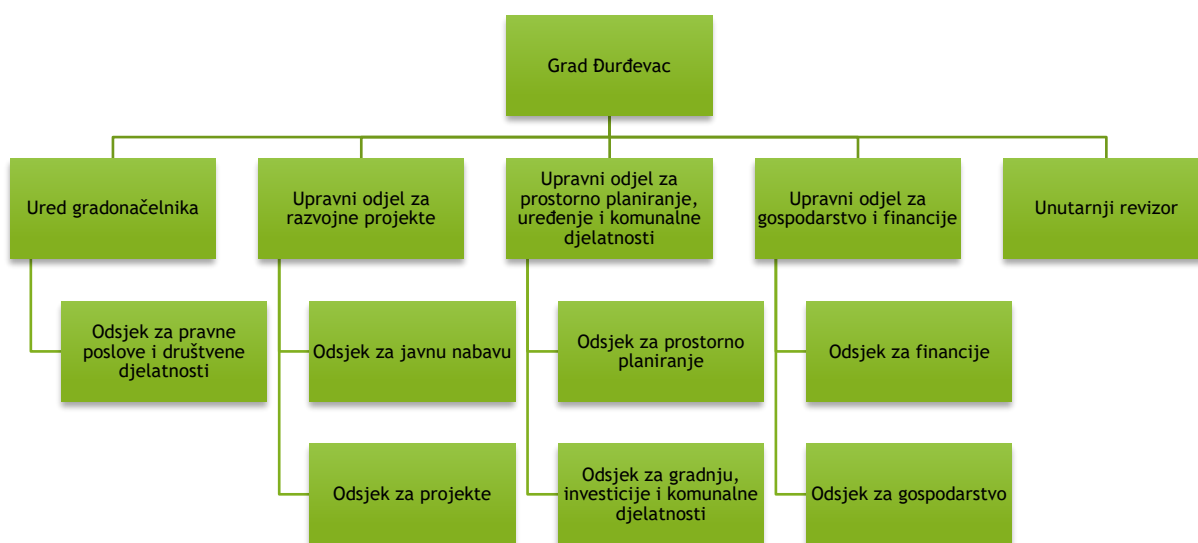 Grad Đurđevac
Ured gradonačelnika
Upravni odjel za
razvojne projekte
Upravni odjel za
prostorno planiranje,
uređenje i komunalne
djelatnosti
Upravni odjel za
gospodarstvo i financije
Unutarnji revizor
Odsjek za pravne
poslove i društvene
djelatnosti
Odsjek za javnu nabavu
Odsjek za prostorno
planiranje
Odsjek za financije
Odsjek za projekte
Odsjek za gradnju,
investicije i komunalne
djelatnosti
Odsjek za gospodarstvo